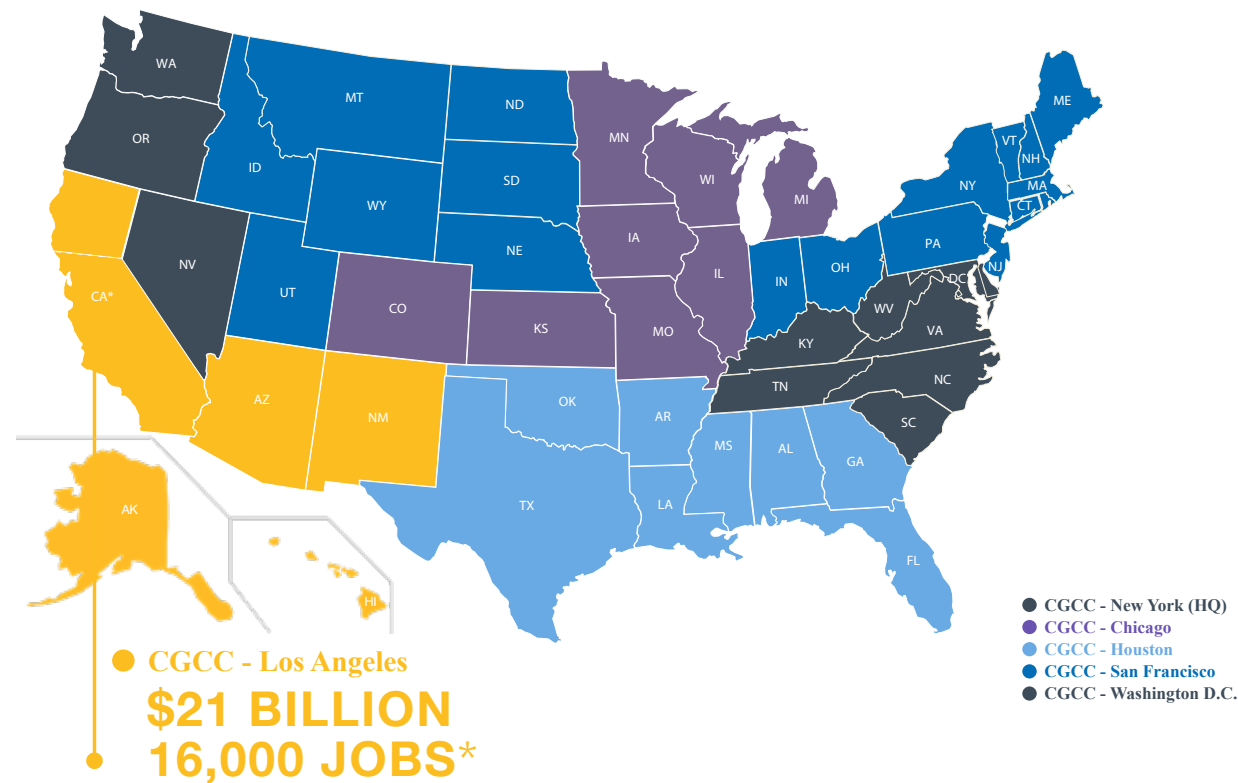 WA
MT
ND
MN
ME
OR
ID
SD
WI
MI
VT
NH
NY
MA
CT
WY
NE
IA
PA
NV
UT
CO
KS
MO
IL
IN
OH
NJ
DC
CA*
WV
VA
KY
TN
NC
SC
AZ
NM
OK
AR
MS
AL
GA
TX
LA
FL
AK
HI
CGCC - New York (HQ)
CGCC - Chicago
CGCC - Houston
CGCC - San Francisco
CGCC - Washington D.C.
CGCC - Los Angeles
$21 BILLION
16,000 JOBS*